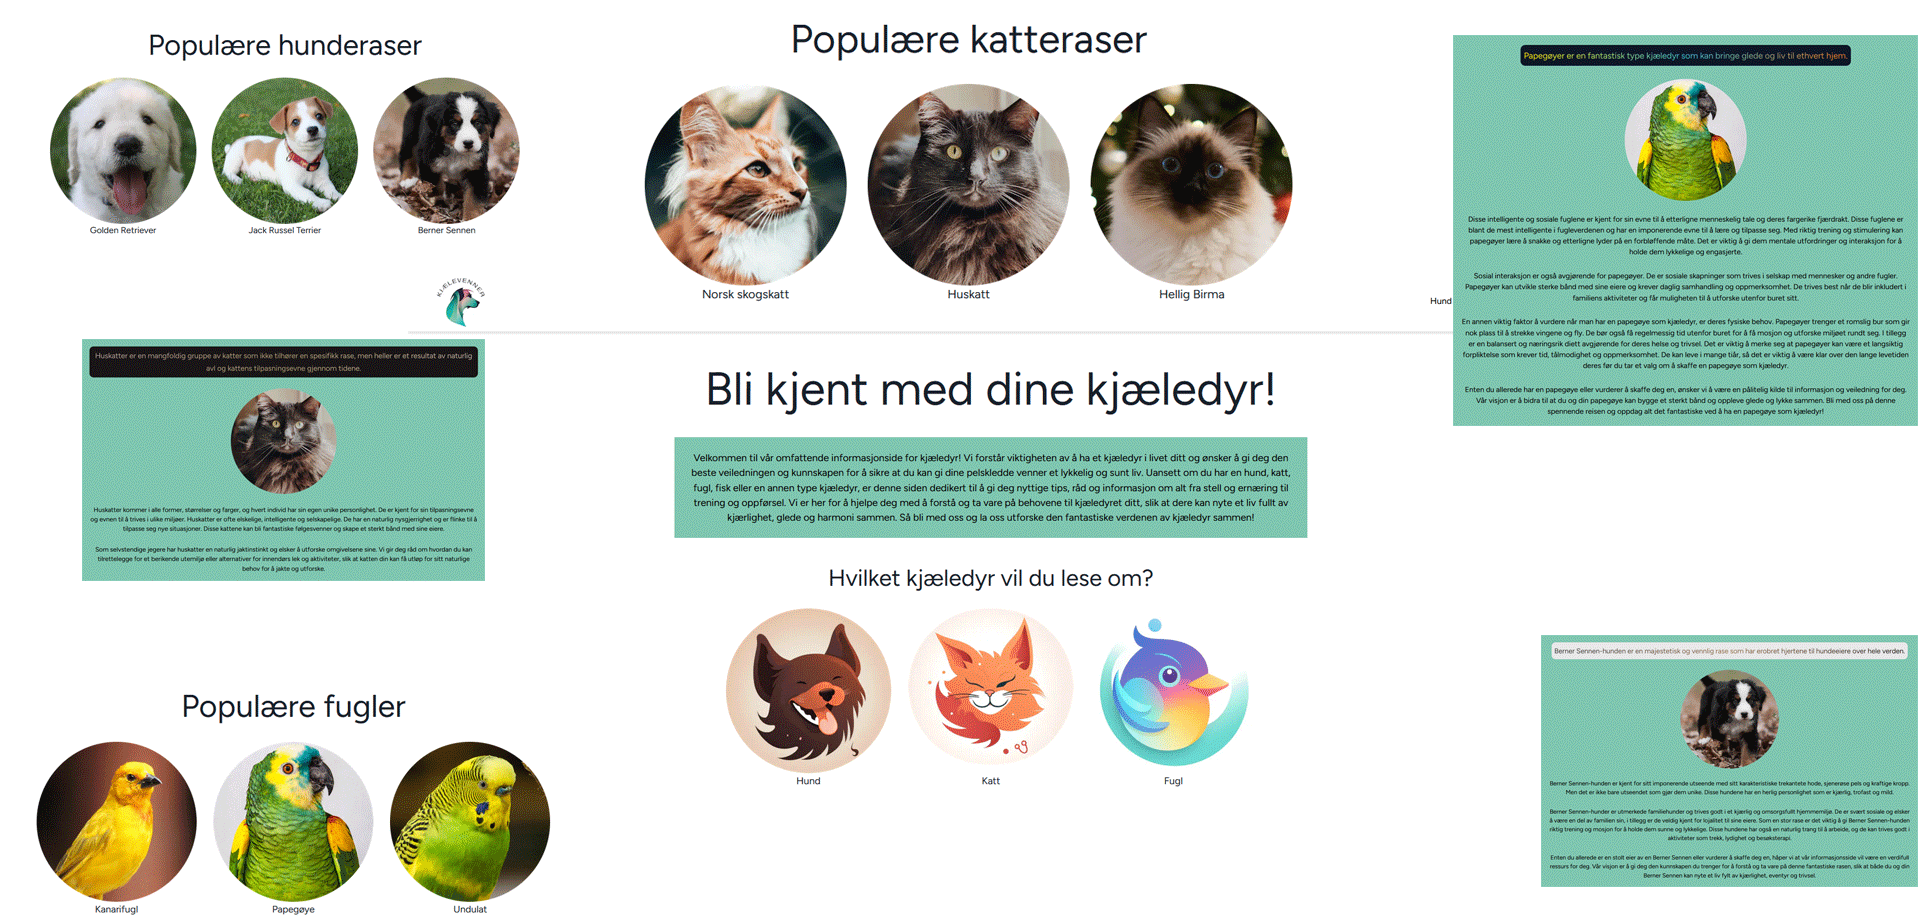 Populære hunderaser
Golden Retriever
Jack Russel Terrier
Berner Sennen
KJÆLEVENNER
Huskatter er en mangfoldig gruppe av katter som ikke tilhører en spesifikk rase, men heller er et resultat av naturlig
avl og kattens tilpasningsevne gjennom tidene.
Huskatter kommer i alle former, størrelser og farger, og hvert individ har sin egen unike personlighet. De er kjent for sin tilpasningsevne
og evnen til å trives i ulike miljøer. Huskatter er ofte elskelige, intelligente og selskapelige. De har en naturlig nysgjerrighet og er flinke til å
tilpasse seg nye situasjoner. Disse kattene kan bli fantastiske følgesvenner og skape et sterkt bånd med sine eiere.
Som selvstendige jegere har huskatter en naturlig jaktinstinkt og elsker å utforske omgivelsene sine. Vi gir deg råd om hvordan du kan
tilrettelegge for et berikende utemiljø eller alternativer for innendørs lek og aktiviteter, slik at katten din kan få utløp for sitt naturlige
behov for å jakte og utforske.
Populære fugler
Kanarifugl
Papegøye
Undulat
Populære katteraser
Norsk skogskatt
Huskatt
Hellig Birma
Hund
Bli kjent med dine kjæledyr!
Velkommen til vår omfattende informasjonside for kjæledyr! Vi forstår viktigheten av å ha et kjæledyr i livet ditt og ønsker å gi deg den
beste veiledningen og kunnskapen for å sikre at du kan gi dine pelskledde venner et lykkelig og sunt liv. Uansett om du har en hund, katt,
fugl, fisk eller en annen type kjæledyr, er denne siden dedikert til å gi deg nyttige tips, råd og informasjon om alt fra stell og ernæring til
trening og oppførsel. Vi er her for å hjelpe deg med å forstå og ta vare på behovene til kjæledyret ditt, slik at dere kan nyte et liv fullt av
kjærlighet, glede og harmoni sammen. Så bli med oss og la oss utforske den fantastiske verdenen av kjæledyr sammen!
Hvilket kjæledyr vil du lese om?
Hund
Katt
Fugl
Papegøyer er en fantastisk type kjæledyr som kan bringe glede og liv til ethvert hjem.
Disse intelligente og sosiale fuglene er kjent for sin evne til å etterligne menneskelig tale og deres fargerike fjærdrakt. Disse fuglene er
blant de mest intelligente i fugleverdenen og har en imponerende evne til å lære og tilpasse seg. Med riktig trening og stimulering kan
papegøyer lære å snakke og etterligne lyder på en forbløffende måte. Det er viktig å gi dem mentale utfordringer og interaksjon for å
holde dem lykkelige og engasjerte.
Sosial interaksjon er også avgjørende for papegøyer. De er sosiale skapninger som trives i selskap med mennesker og andre fugler.
Papegøyer kan utvikle sterke bånd med sine eiere og krever daglig samhandling og oppmerksomhet. De trives best når de blir inkludert i
familiens aktiviteter og får muligheten til å utforske utenfor buret sitt.
En annen viktig faktor å vurdere når man har en papegøye som kjæledyr, er deres fysiske behov. Papegøyer trenger et romslig bur som gir
nok plass til å strekke vingene og fly. De bør også få regelmessig tid utenfor buret for å få mosjon og utforske miljøet rundt seg. I tillegg
er en balansert og næringsrik diett avgjørende for deres helse og trivsel. Det er viktig å merke seg at papegøyer kan være et langsiktig
forpliktelse som krever tid, tålmodighet og oppmerksomhet. De kan leve i mange tiår, så det er viktig å være klar over den lange levetiden
deres før du tar et valg om å skaffe en papegøye som kjæledyr.
Enten du allerede har en papegøye eller vurderer å skaffe deg en, ønsker vi å være en pålitelig kilde til informasjon og veiledning for deg.
Vår visjon er å bidra til at du og din papegøye kan bygge et sterkt bånd og oppleve glede og lykke sammen. Bli med oss på denne
spennende reisen og oppdag alt det fantastiske ved å ha en papegøye som kjæledyr!
Berner Sennen-hunden er en majestetisk og vennlig rase som har erobret hjertene til hundeeiere over hele verden.
Berner Sennen-hunden er kjent for sitt imponerende utseende med sitt karakteristiske trekantete hode, sjenerøse pels og kraftige kropp.
Men det er ikke bare utseendet som gjør dem unike. Disse hundene har en herlig personlighet som er kjærlig, trofast og mild.
Berner Sennen-hunder er utmerkede familiehunder og trives godt i et kjærlig og omsorgsfullt hjemmemiljø. De er svært sosiale og elsker
å være en del av familien sin, i tillegg er de veldig kjent for lojalitet til sine eiere. Som en stor rase er det viktig å gi Berner Sennen-hunden
riktig trening og mosjon for å holde dem sunne og lykkelige. Disse hundene har også en naturlig trang til å arbeide, og de kan trives godt i
aktiviteter som trekk, lydighet og besøksterapi.
Enten du allerede er en stolt eier av en Berner Sennen eller vurderer å skaffe deg en, håper vi at vår informasjonsside vil være en verdifull
ressurs for deg. Vår visjon er å gi deg den kunnskapen du trenger for å forstå og ta vare på denne fantastiske rasen, slik at både du og din
Berner Sennen kan nyte et liv fylt av kjærlighet, eventyr og trivsel.